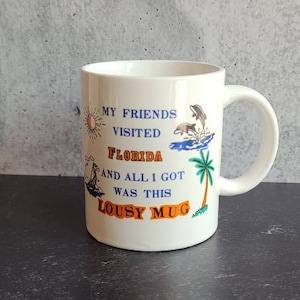 MY FRIENDS
VISITED
FLORIDA
AND ALL I GOT
WAS THIS
LOUSY MUG